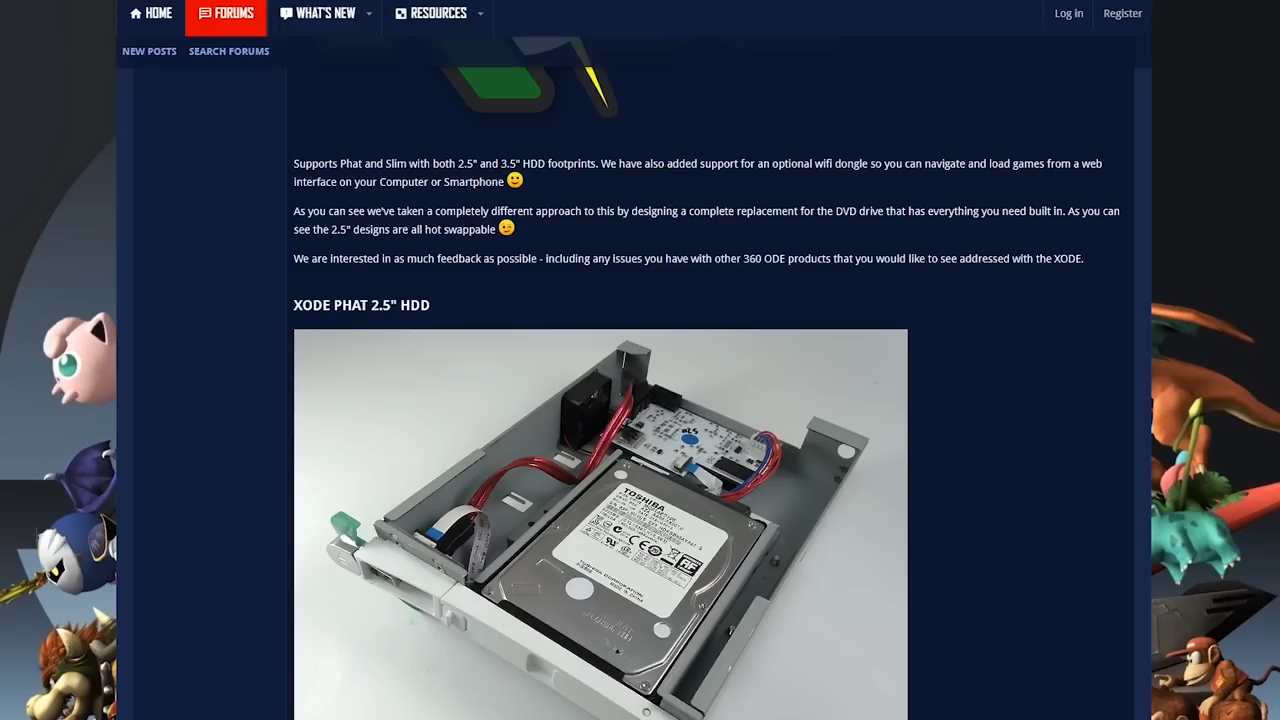 HOME
FORUMS
WHAT'S NEW
RESOURCES
Log in
Register
NEW POSTS
SEARCH FORUMS
Supports Phat and Slim with both 2.5" and 3.5" HDD footprints. We have also added support for an optional wifi dongle so you can navigate and load games from a web
interface on your Computer or Smartphone
As you can see we've taken a completely different approach to this by designing a complete replacement for the DVD drive that has everything you need built in. As you can
see the 2.5" designs are all hot swappable
We are interested in as much feedback as possible - including any issues you have with other 360 ODE products that you would like to see addressed with the XODE.
XODE PHAT 2.5" HDD
TOSHIBA
TOSHIBA CORPORATION
MADE IN CHINA